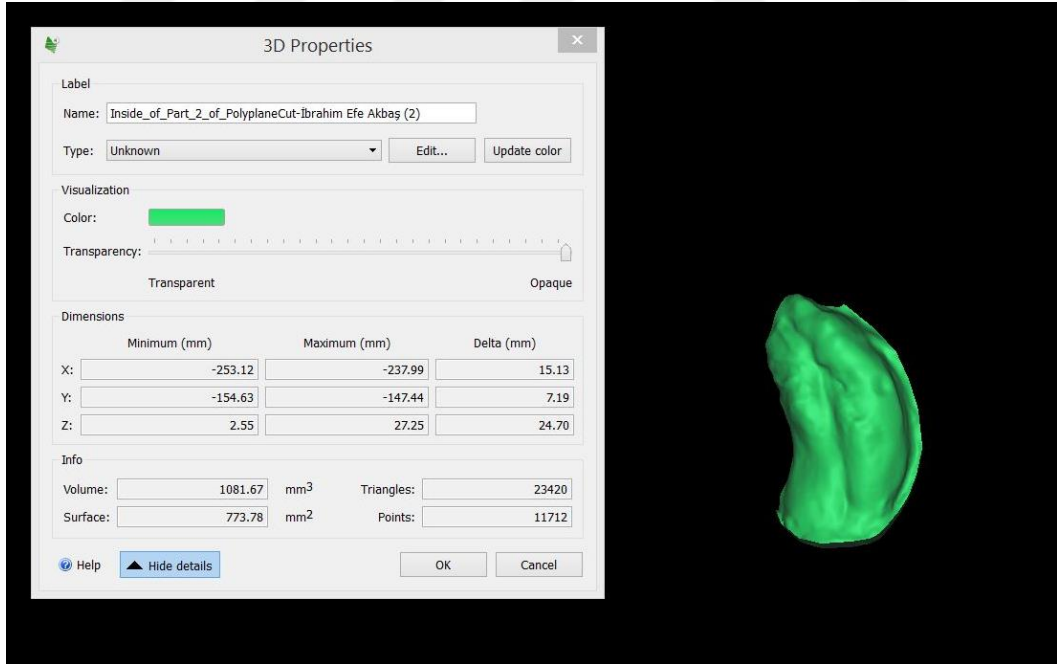 3D Properties
Label
Name: Inside_of_Part_2_of_PolyplaneCut-İbrahim Efe Akbaş (2)
Type: Unknown Edit... Update color
Visualization
Color:
Transparency:
Transparent Opaque
Dimensions
Minimum (mm) Maximum (mm) Delta (mm)
X: -253.12 -237.99 15.13
Y: -154.63 -147.44 7.19
Z: 2.55 27.25 24.70
Info
Volume: 1081.67 mm3 Triangles: 23420
Surface: 773.78 mm2 Points: 11712
Help Hide details OK Cancel